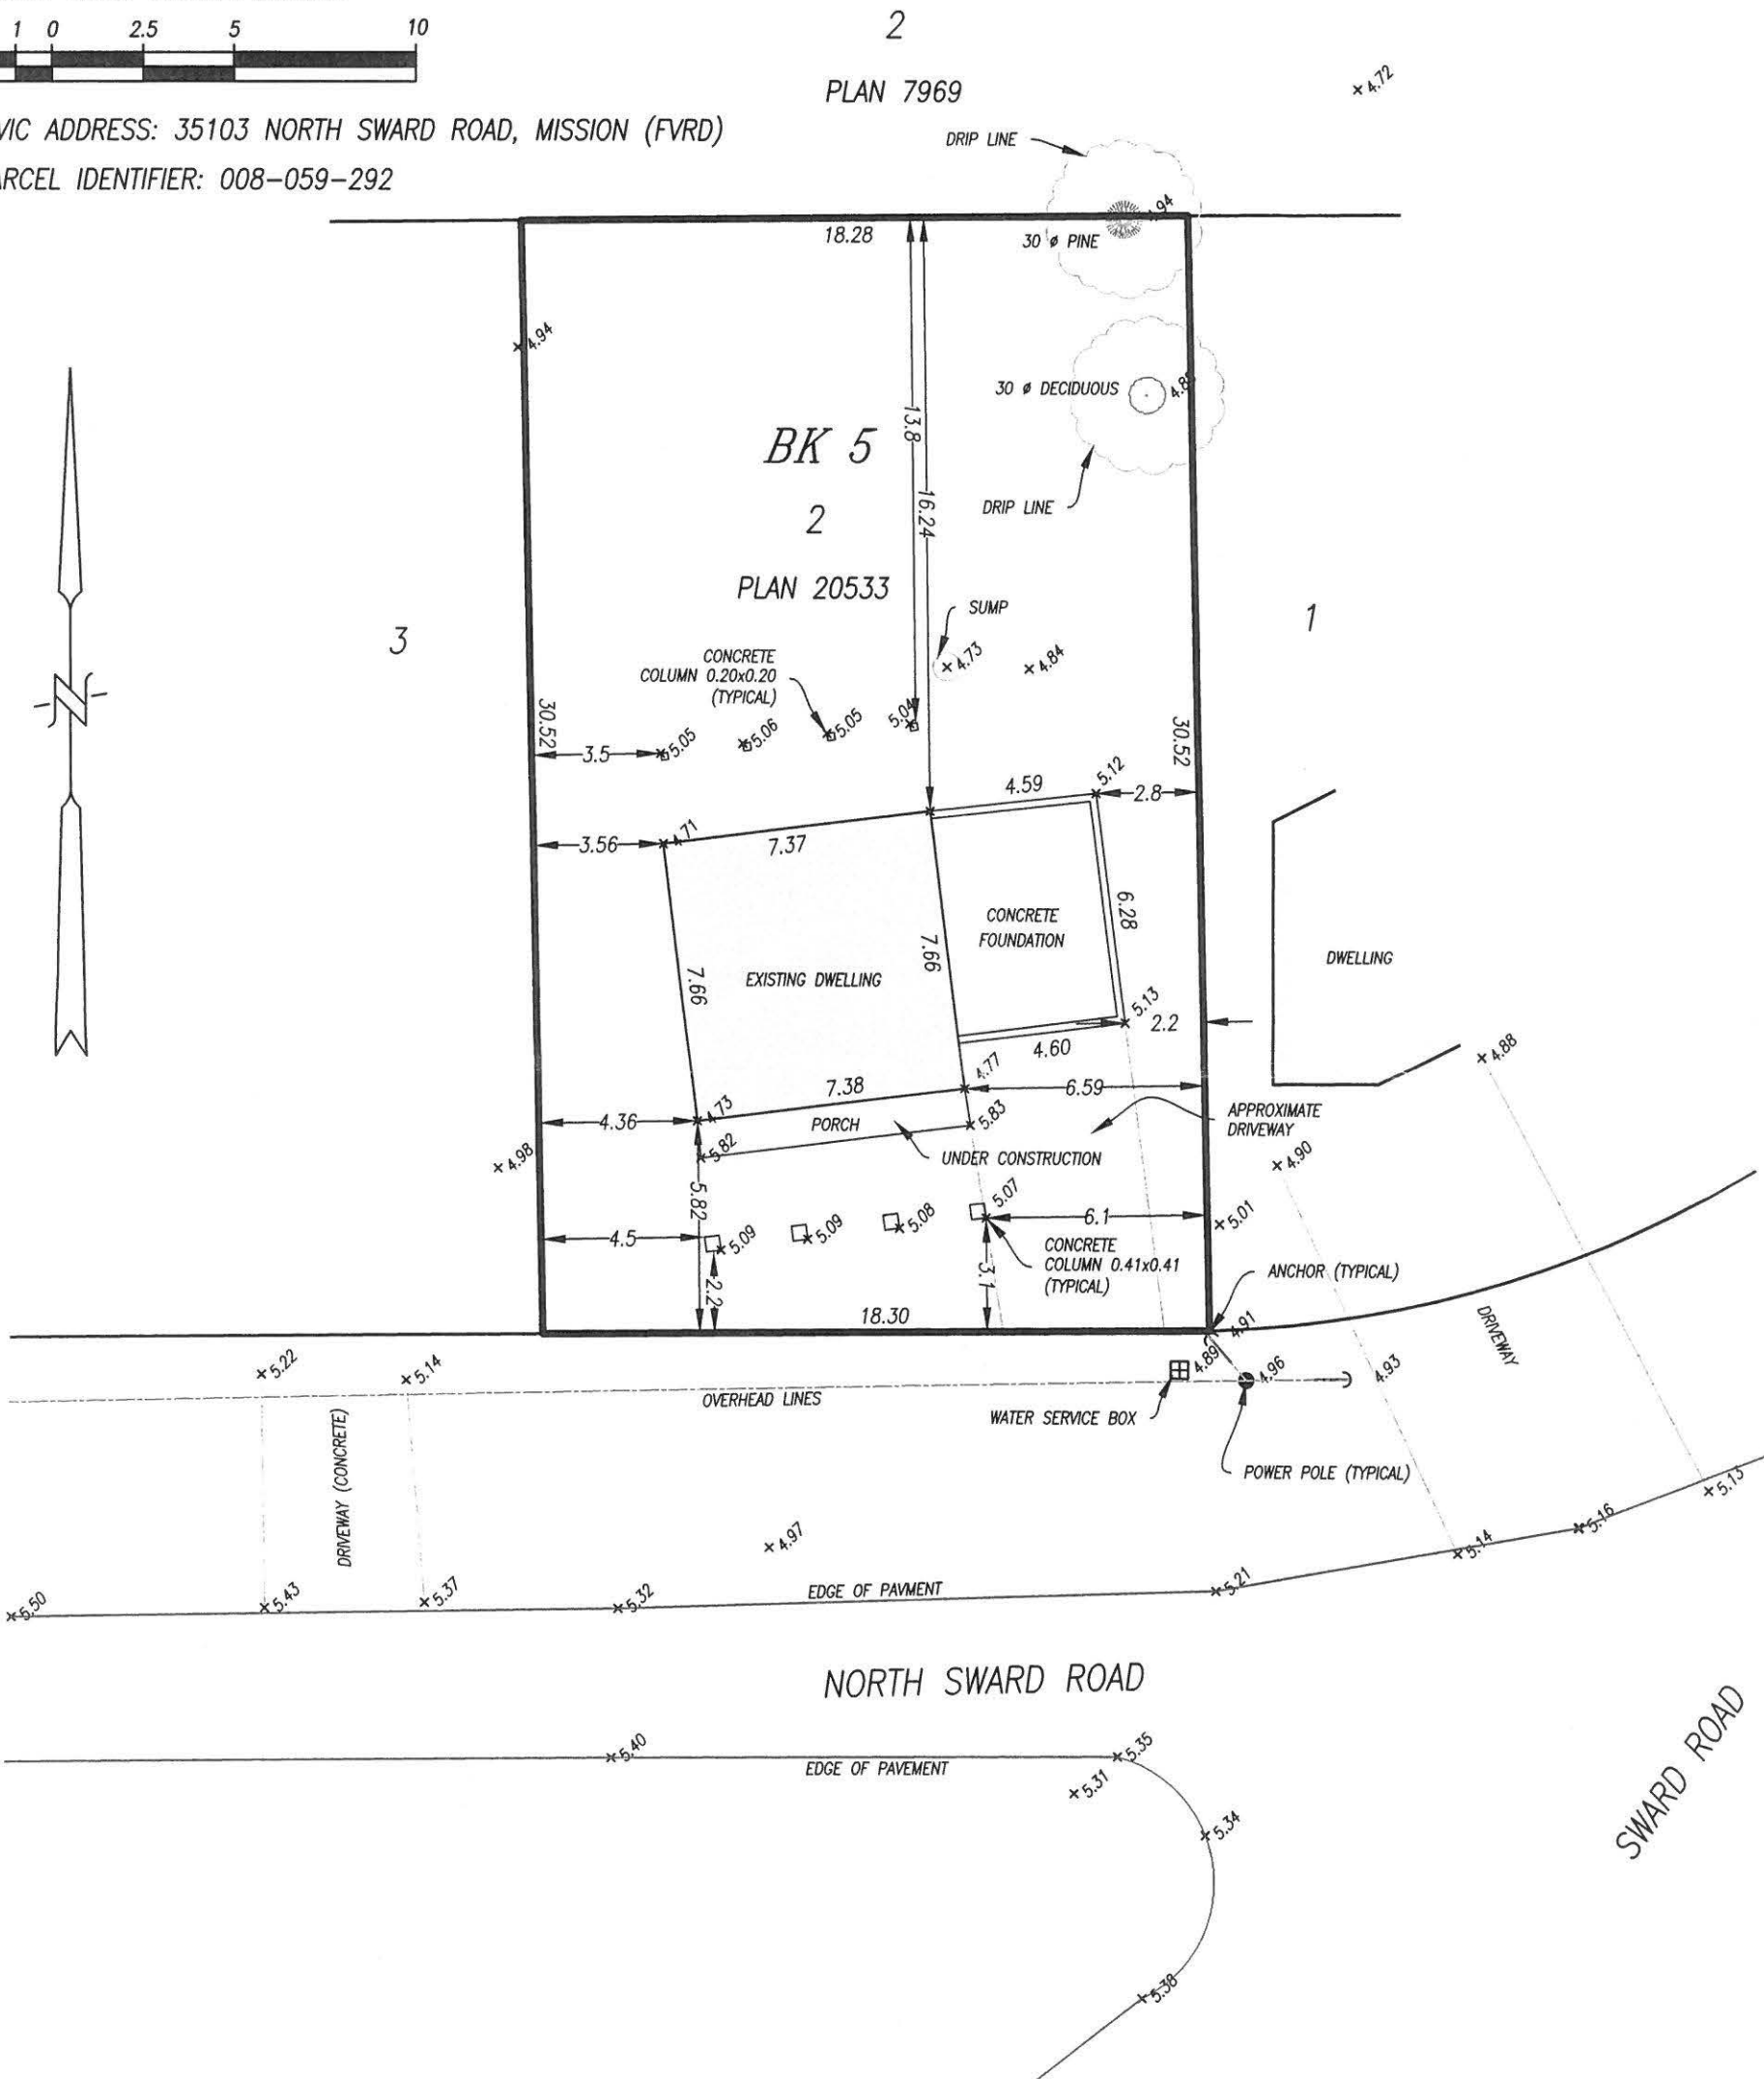 1 0 2.5 5 10
2
PLAN 7969
4.72
VIC ADDRESS: 35103 NORTH SWARD ROAD, MISSION (FVRD)
ARCEL IDENTIFIER: 008-059-292
DRIP LINE
18.28
30 ø PINE
4.94
30 ø DECIDUOUS
13.8
BK 5
16.24
2
DRIP LINE
PLAN 20533
N
3
1
SUMP
4.73
4.84
CONCRETE
COLUMN 0.20x0.20
(TYPICAL)
30.52
30.52
3.5
5.05
5.06
5.05
5.04
4.59
5.12
2.8
3.56
4.71
7.37
6.28
CONCRETE
FOUNDATION
7.66
7.66
EXISTING DWELLING
DWELLING
5.13
2.2
4.60
4.88
4.77
7.38
6.59
4.36
4.73
PORCH
5.83
APPROXIMATE
DRIVEWAY
5.82
UNDER CONSTRUCTION
4.98
4.90
5.82
5.07
4.5
5.09
5.09
5.08
6.1
5.01
CONCRETE
COLUMN 0.41x0.41
(TYPICAL)
2.2
3.1
ANCHOR (TYPICAL)
18.30
4.91
DRIVEWAY
5.22
5.14
4.89
4.96
4.93
OVERHEAD LINES
WATER SERVICE BOX
DRIVEWAY (CONCRETE)
POWER POLE (TYPICAL)
5.13
4.97
5.16
5.14
5.50
5.43
5.37
5.32
EDGE OF PAVMENT
5.21
NORTH SWARD ROAD
5.40
EDGE OF PAVEMENT
5.35
5.31
5.34
SWARD ROAD
5.38